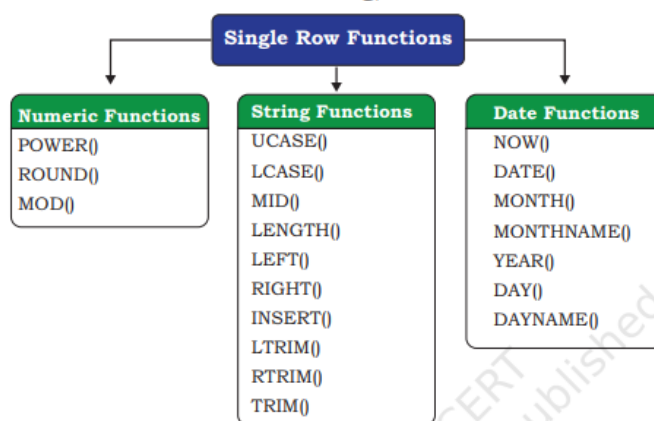 Single Row Functions
Numeric Functions
POWER()
ROUND()
MOD()
String Functions
UCASE()
LCASE()
MID()
LENGTH()
LEFT()
RIGHT()
INSERT()
LTRIM()
RTRIM()
TRIM()
Date Functions
NOW()
DATE()
MONTH()
MONTHNAME()
YEAR()
DAY()
DAYNAME()